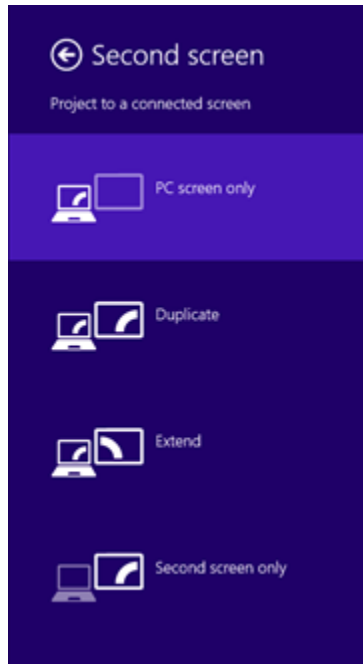 Second screen
Project to a connected screen
PC screen only
Duplicate
Extend
Second screen only